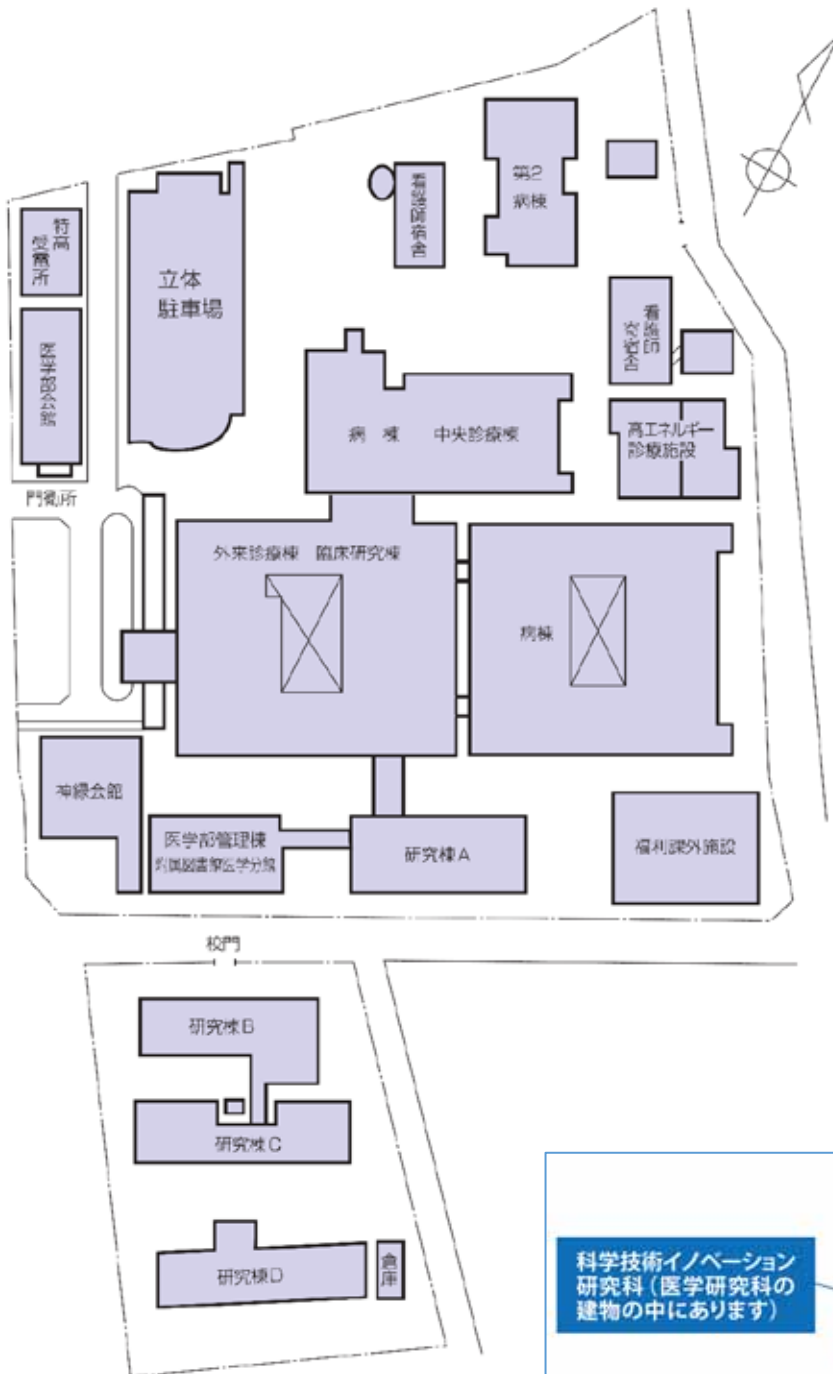 特高
受電所
医学部会館
立体
駐車場
看護師宿舎
第2
病棟
看護師
宿舎
病棟
中央診療棟
高エネルギー
診療施設
門衛所
外来診療棟 臨床研究棟
病棟
神緑会館
医学部管理棟
附属図書館医学分館
研究棟A
福利課外施設
校門
研究棟B
研究棟C
研究棟D
倉庫
科学技術イノベーション
研究科(医学研究科の
建物の中にあります)